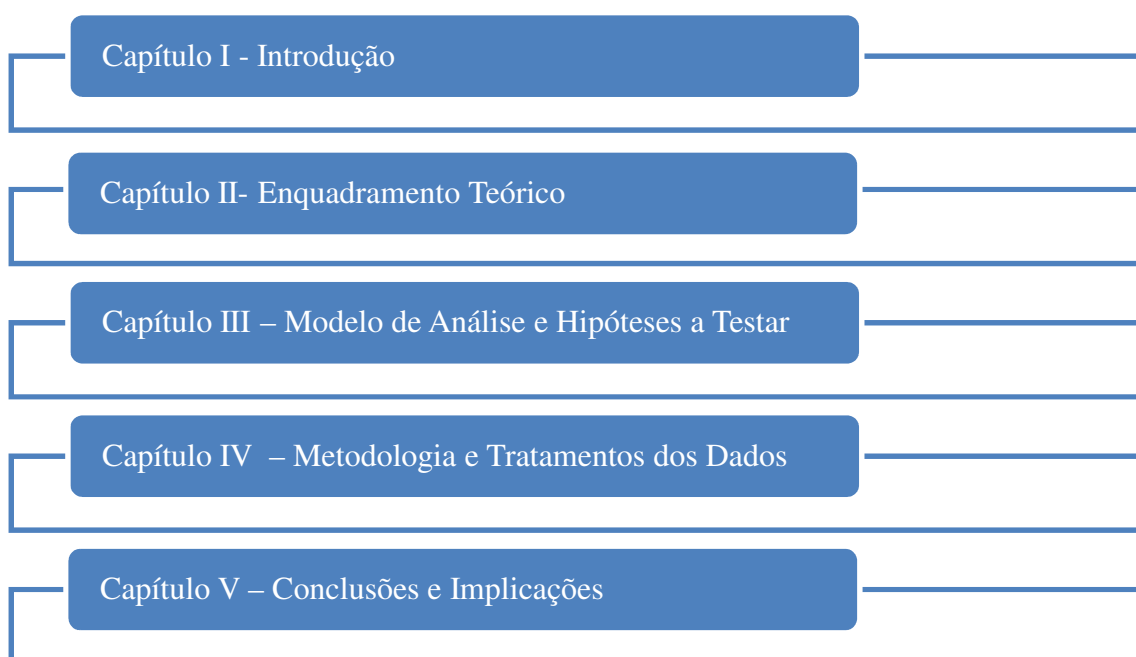 Capítulo I - Introdução
Capítulo II- Enquadramento Teórico
Capítulo III – Modelo de Análise e Hipóteses a Testar
Capítulo IV – Metodologia e Tratamentos dos Dados
Capítulo V – Conclusões e Implicações